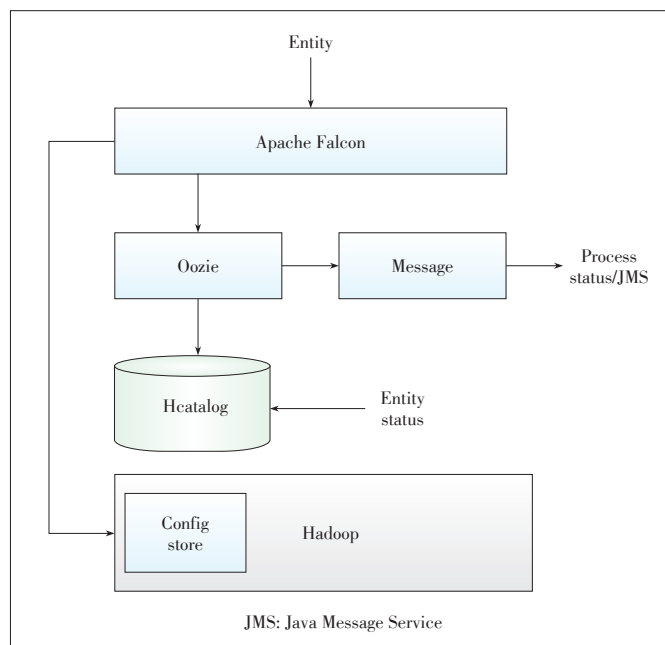 Entity
Apache Falcon
Oozie
Message
Process
status/JMS
Hcatalog
Entity
status
Config
store
Hadoop
JMS: Java Message Service